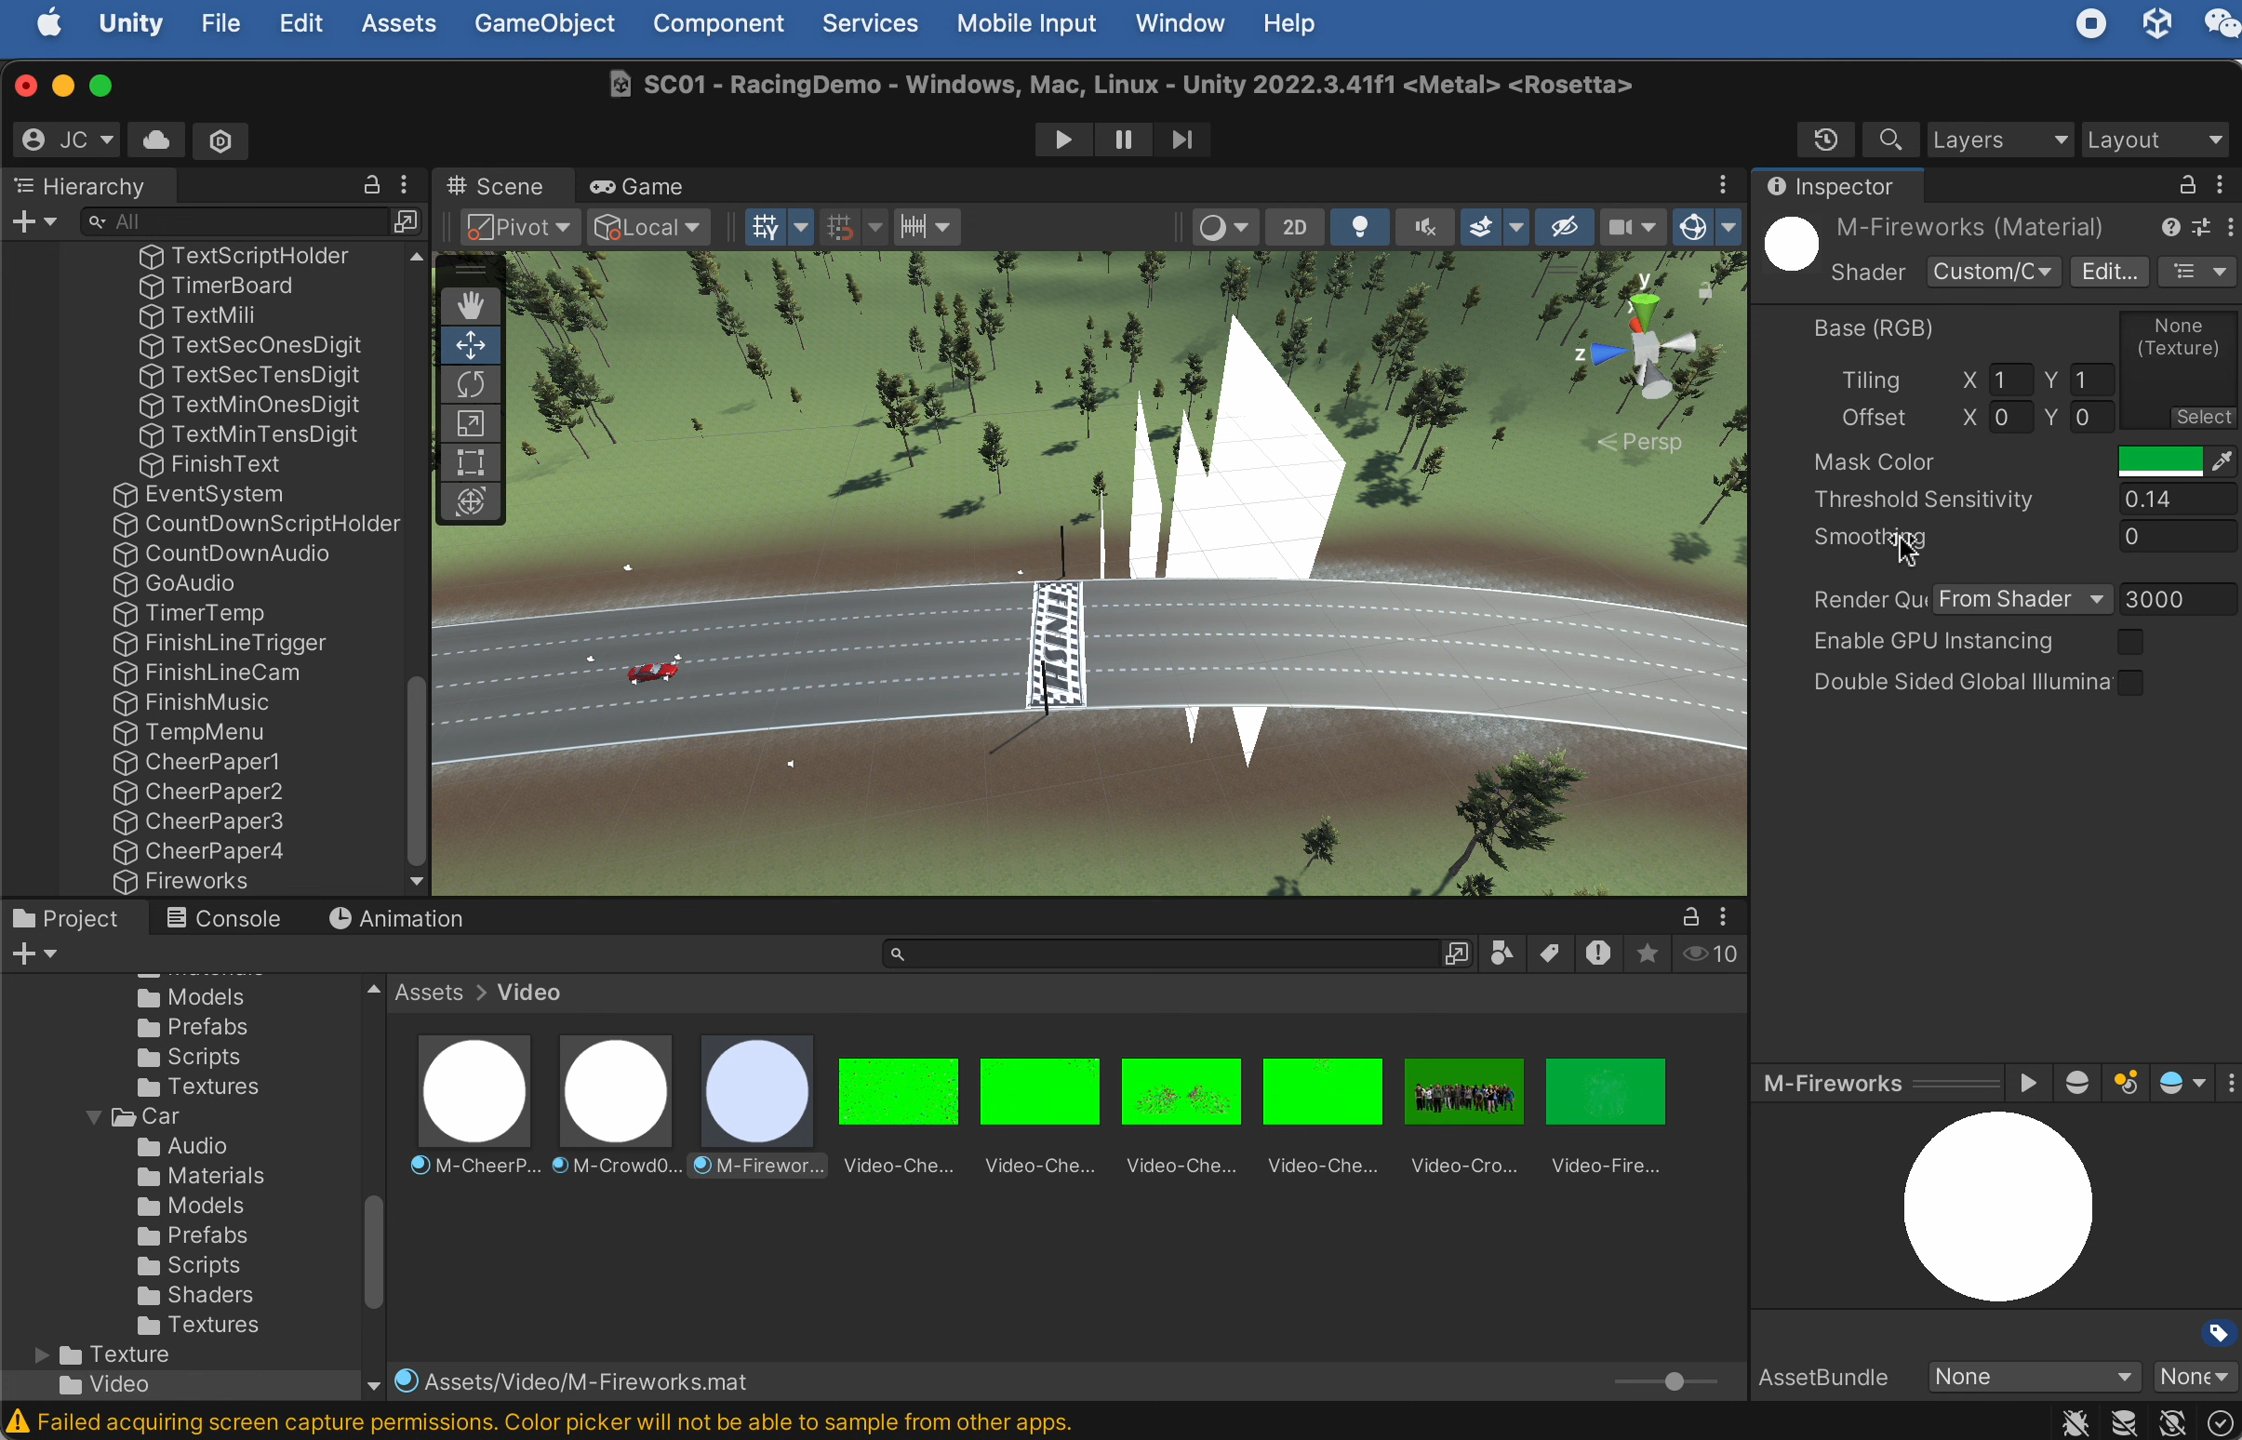 Unity File Edit Assets GameObject Component Services Mobile Input Window Help
SC01 - RacingDemo - Windows, Mac, Linux - Unity 2022.3.41f1 <Metal> <Rosetta>
JC
Layers
Layout
Hierarchy
All
TextScriptHolder
TimerBoard
TextMili
TextSecOnesDigit
TextSecTensDigit
TextMinOnesDigit
TextMinTensDigit
FinishText
EventSystem
CountDownScriptHolder
CountDownAudio
GoAudio
TimerTemp
FinishLineTrigger
FinishLineCam
FinishMusic
TempMenu
CheerPaper1
CheerPaper2
CheerPaper3
CheerPaper4
Fireworks
Scene Game
Pivot Local 2D
y
z
Persp
FINISH
Inspector
M-Fireworks (Material)
Shader Custom/C Edit...
Base (RGB)
None
(Texture)
Tiling X 1 Y 1
Offset X 0 Y 0
Select
Mask Color
Threshold Sensitivity 0.14
Smoothing 0
Render Que From Shader 3000
Enable GPU Instancing
Double Sided Global Illumina
Project Console Animation
10
Models
Prefabs
Scripts
Textures
Car
Audio
Materials
Models
Prefabs
Scripts
Shaders
Textures
Texture
Video
Assets > Video
M-CheerP... M-Crowd0... M-Firewor... Video-Che... Video-Che... Video-Che... Video-Che... Video-Cro... Video-Fire...
Assets/Video/M-Fireworks.mat
M-Fireworks
AssetBundle None None
Failed acquiring screen capture permissions. Color picker will not be able to sample from other apps.